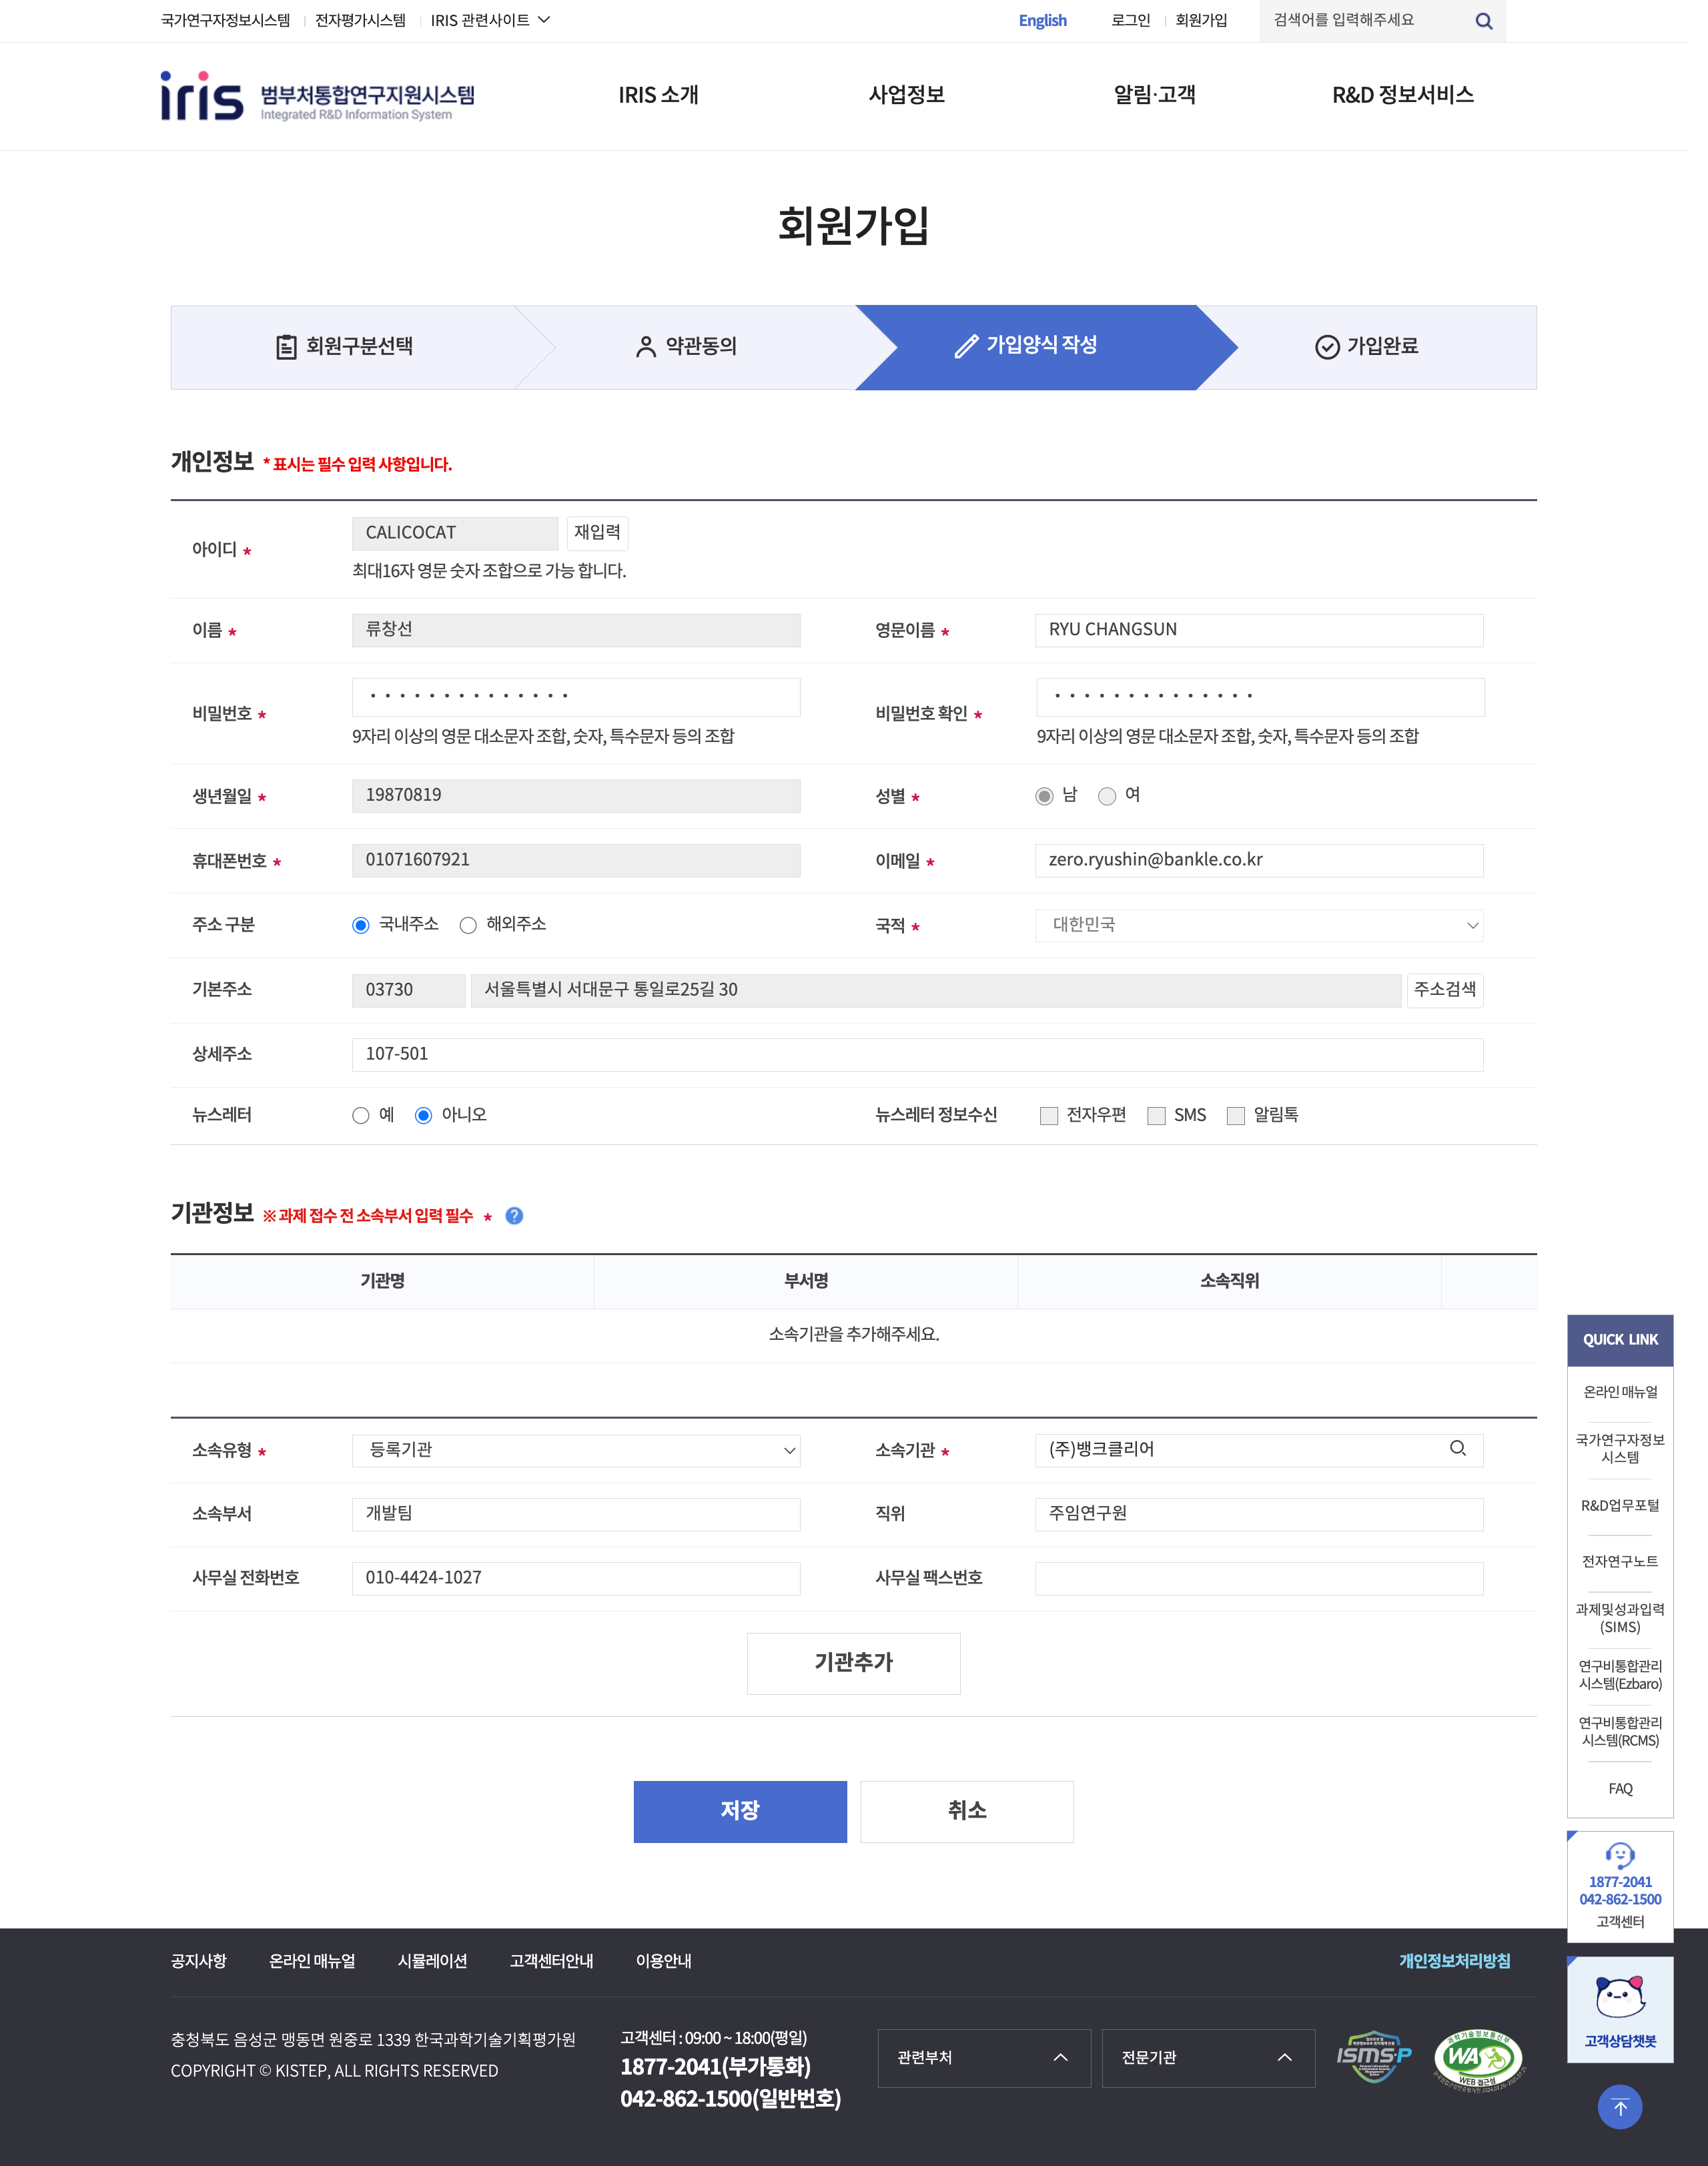 국가연구자정보시스템
전자평가시스템
IRIS 관련사이트
English
로그인
회원가입
검색어를 입력해주세요
iris 범부처통합연구지원시스템
Integrated R&D Information System
IRIS 소개
사업정보
알림·고객
R&D 정보서비스
회원가입
회원구분선택
약관동의
가입양식 작성
가입완료
개인정보 * 표시는 필수 입력 사항입니다.
아이디 *
CALICOCAT
재입력
최대16자 영문 숫자 조합으로 가능 합니다.
이름 *
류창선
영문이름 *
RYU CHANGSUN
비밀번호 *
••••••••••••••
9자리 이상의 영문 대소문자 조합, 숫자, 특수문자 등의 조합
비밀번호 확인 *
••••••••••••••
9자리 이상의 영문 대소문자 조합, 숫자, 특수문자 등의 조합
생년월일 *
19870819
성별 *
남
여
휴대폰번호 *
01071607921
이메일 *
zero.ryushin@bankle.co.kr
주소 구분
국내주소
해외주소
국적 *
대한민국
기본주소
03730
서울특별시 서대문구 통일로25길 30
주소검색
상세주소
107-501
뉴스레터
예
아니오
뉴스레터 정보수신
전자우편
SMS
알림톡
기관정보 ※ 과제 접수 전 소속부서 입력 필수 * ?
기관명
부서명
소속직위
소속기관을 추가해주세요.
소속유형 *
등록기관
소속기관 *
(주)뱅크클리어
소속부서
개발팀
직위
주임연구원
사무실 전화번호
010-4424-1027
사무실 팩스번호
기관추가
저장
취소
QUICK LINK
온라인 매뉴얼
국가연구자정보
시스템
R&D업무포털
전자연구노트
과제및성과입력
(SIMS)
연구비통합관리
시스템(Ezbaro)
연구비통합관리
시스템(RCMS)
FAQ
1877-2041
042-862-1500
고객센터
고객상담챗봇
공지사항
온라인 매뉴얼
시뮬레이션
고객센터안내
이용안내
개인정보처리방침
충청북도 음성군 맹동면 원중로 1339 한국과학기술기획평가원
COPYRIGHT © KISTEP, ALL RIGHTS RESERVED
고객센터 : 09:00 ~ 18:00(평일)
1877-2041(부가통화)
042-862-1500(일반번호)
관련부처
전문기관
ISMS-P
과학기술정보통신부
WA
WEB 접근성